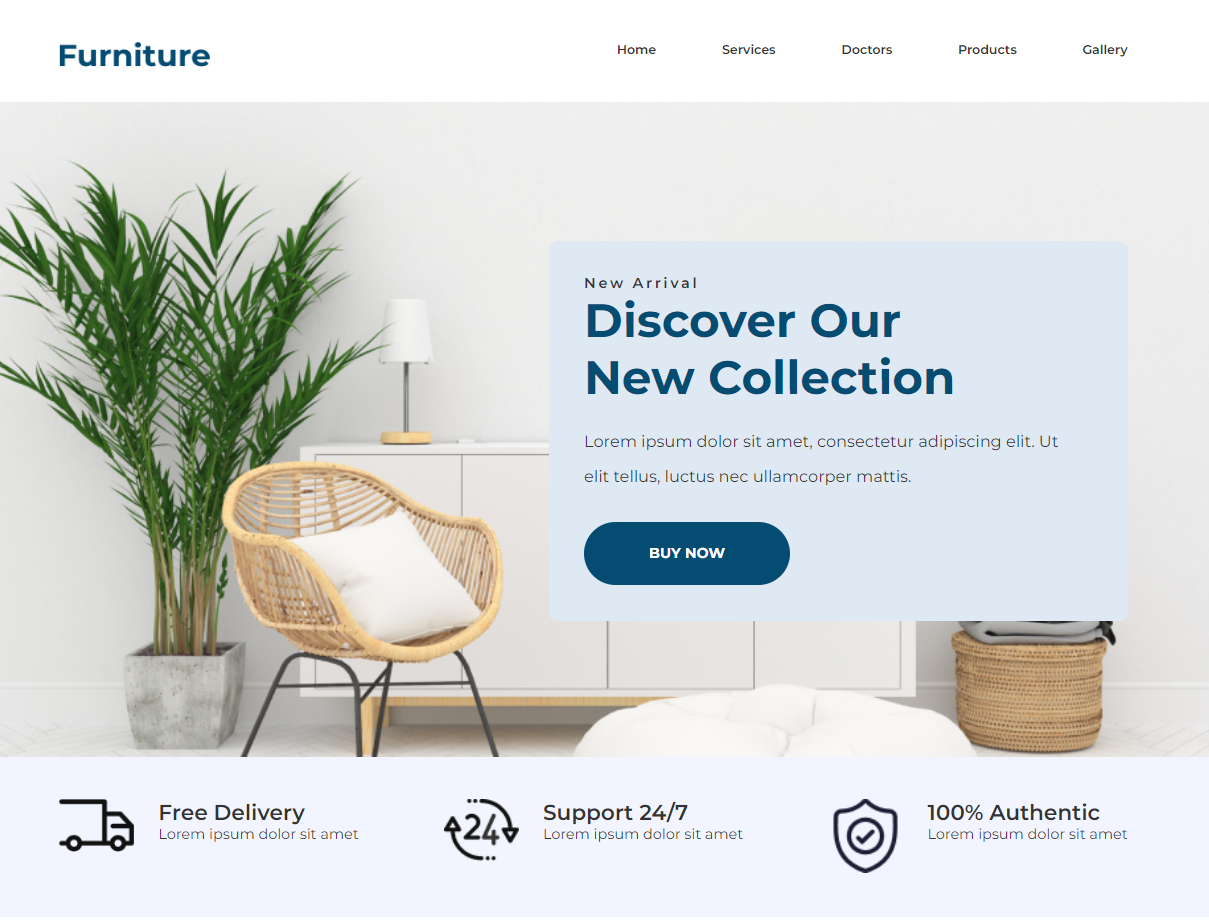 Furniture
Home Services Doctors Products Gallery
New Arrival
Discover Our
New Collection
Lorem ipsum dolor sit amet, consectetur adipiscing elit. Ut
elit tellus, luctus nec ullamcorper mattis.
BUY NOW
Free Delivery
Lorem ipsum dolor sit amet
24
Support 24/7
Lorem ipsum dolor sit amet
100% Authentic
Lorem ipsum dolor sit amet